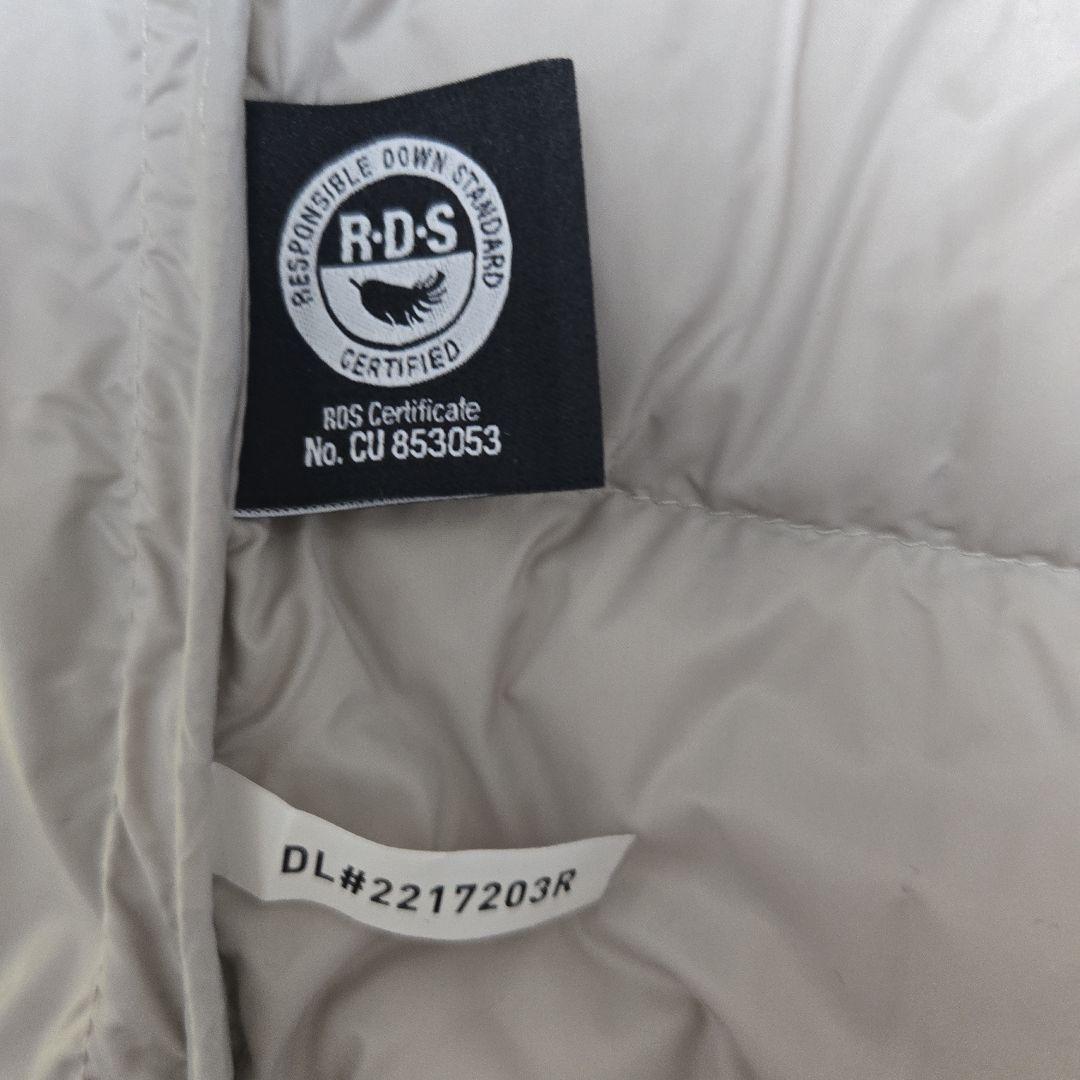 RESPONSIBLE DOWN STANDARD
R·D·S
CERTIFIED
RDS Certificate
No. CU 853053
DL#2217203R